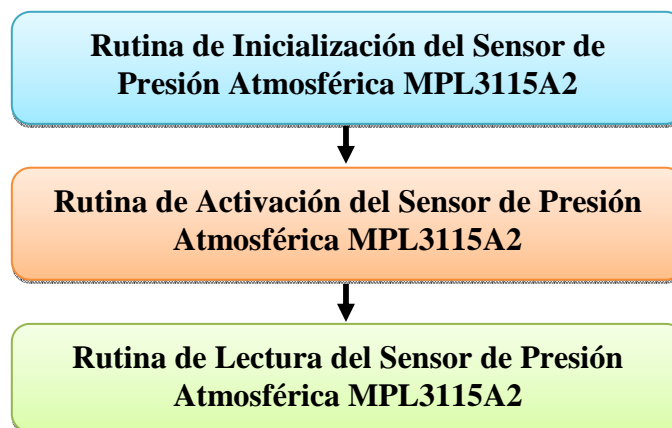 Rutina de Inicialización del Sensor de
Presión Atmosférica MPL3115A2
Rutina de Activación del Sensor de Presión
Atmosférica MPL3115A2
Rutina de Lectura del Sensor de Presión
Atmosférica MPL3115A2